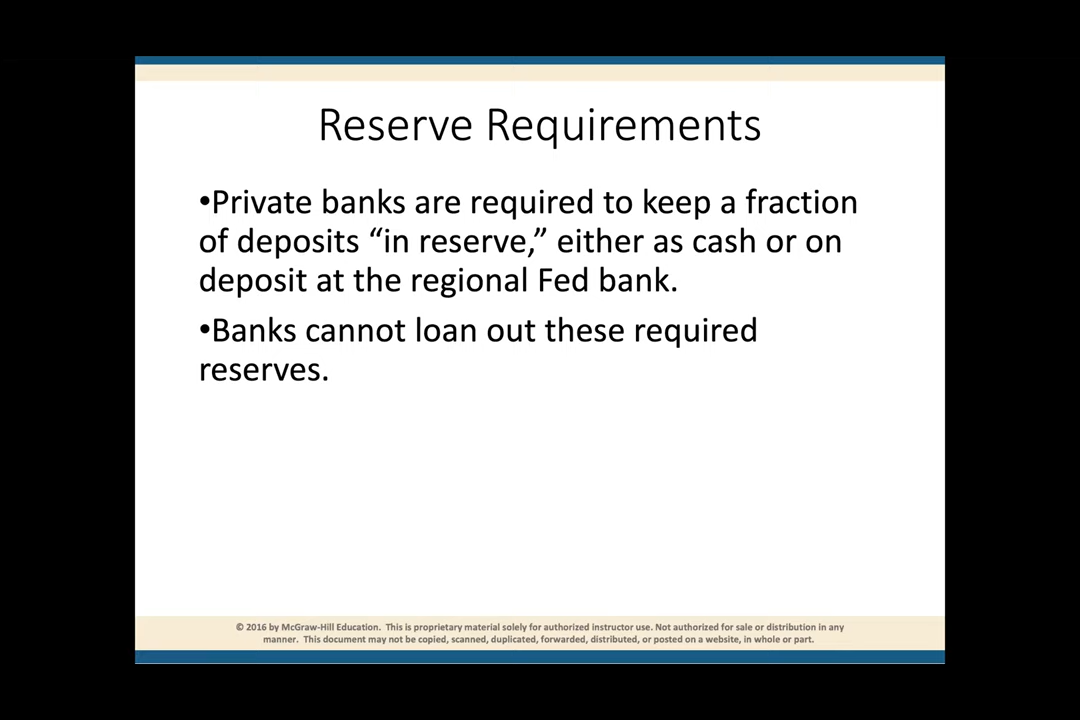 Reserve Requirements
•Private banks are required to keep a fraction
of deposits “in reserve,” either as cash or on
deposit at the regional Fed bank.
•Banks cannot loan out these required
reserves.
© 2016 by McGraw-Hill Education.  This is proprietary material solely for authorized instructor use. Not authorized for sale or distribution in any
manner.  This document may not be copied, scanned, duplicated, forwarded, distributed, or posted on a website, in whole or part.